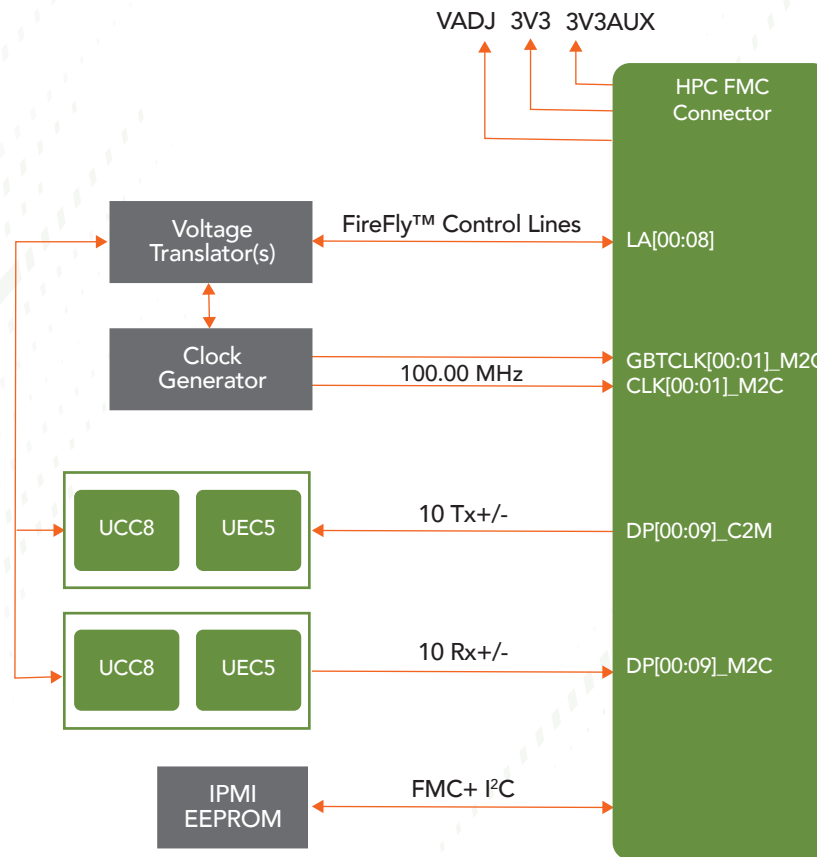 VADJ 3V3 3V3AUX
HPC FMC
Connector
Voltage
Translator(s)
FireFly™ Control Lines
LA[00:08]
Clock
Generator
100.00 MHz
GBTCLK[00:01]_M2C
CLK[00:01]_M2C
UCC8
UEC5
10 Tx+/-
DP[00:09]_C2M
UCC8
UEC5
10 Rx+/-
DP[00:09]_M2C
IPMI
EEPROM
FMC+ I²C